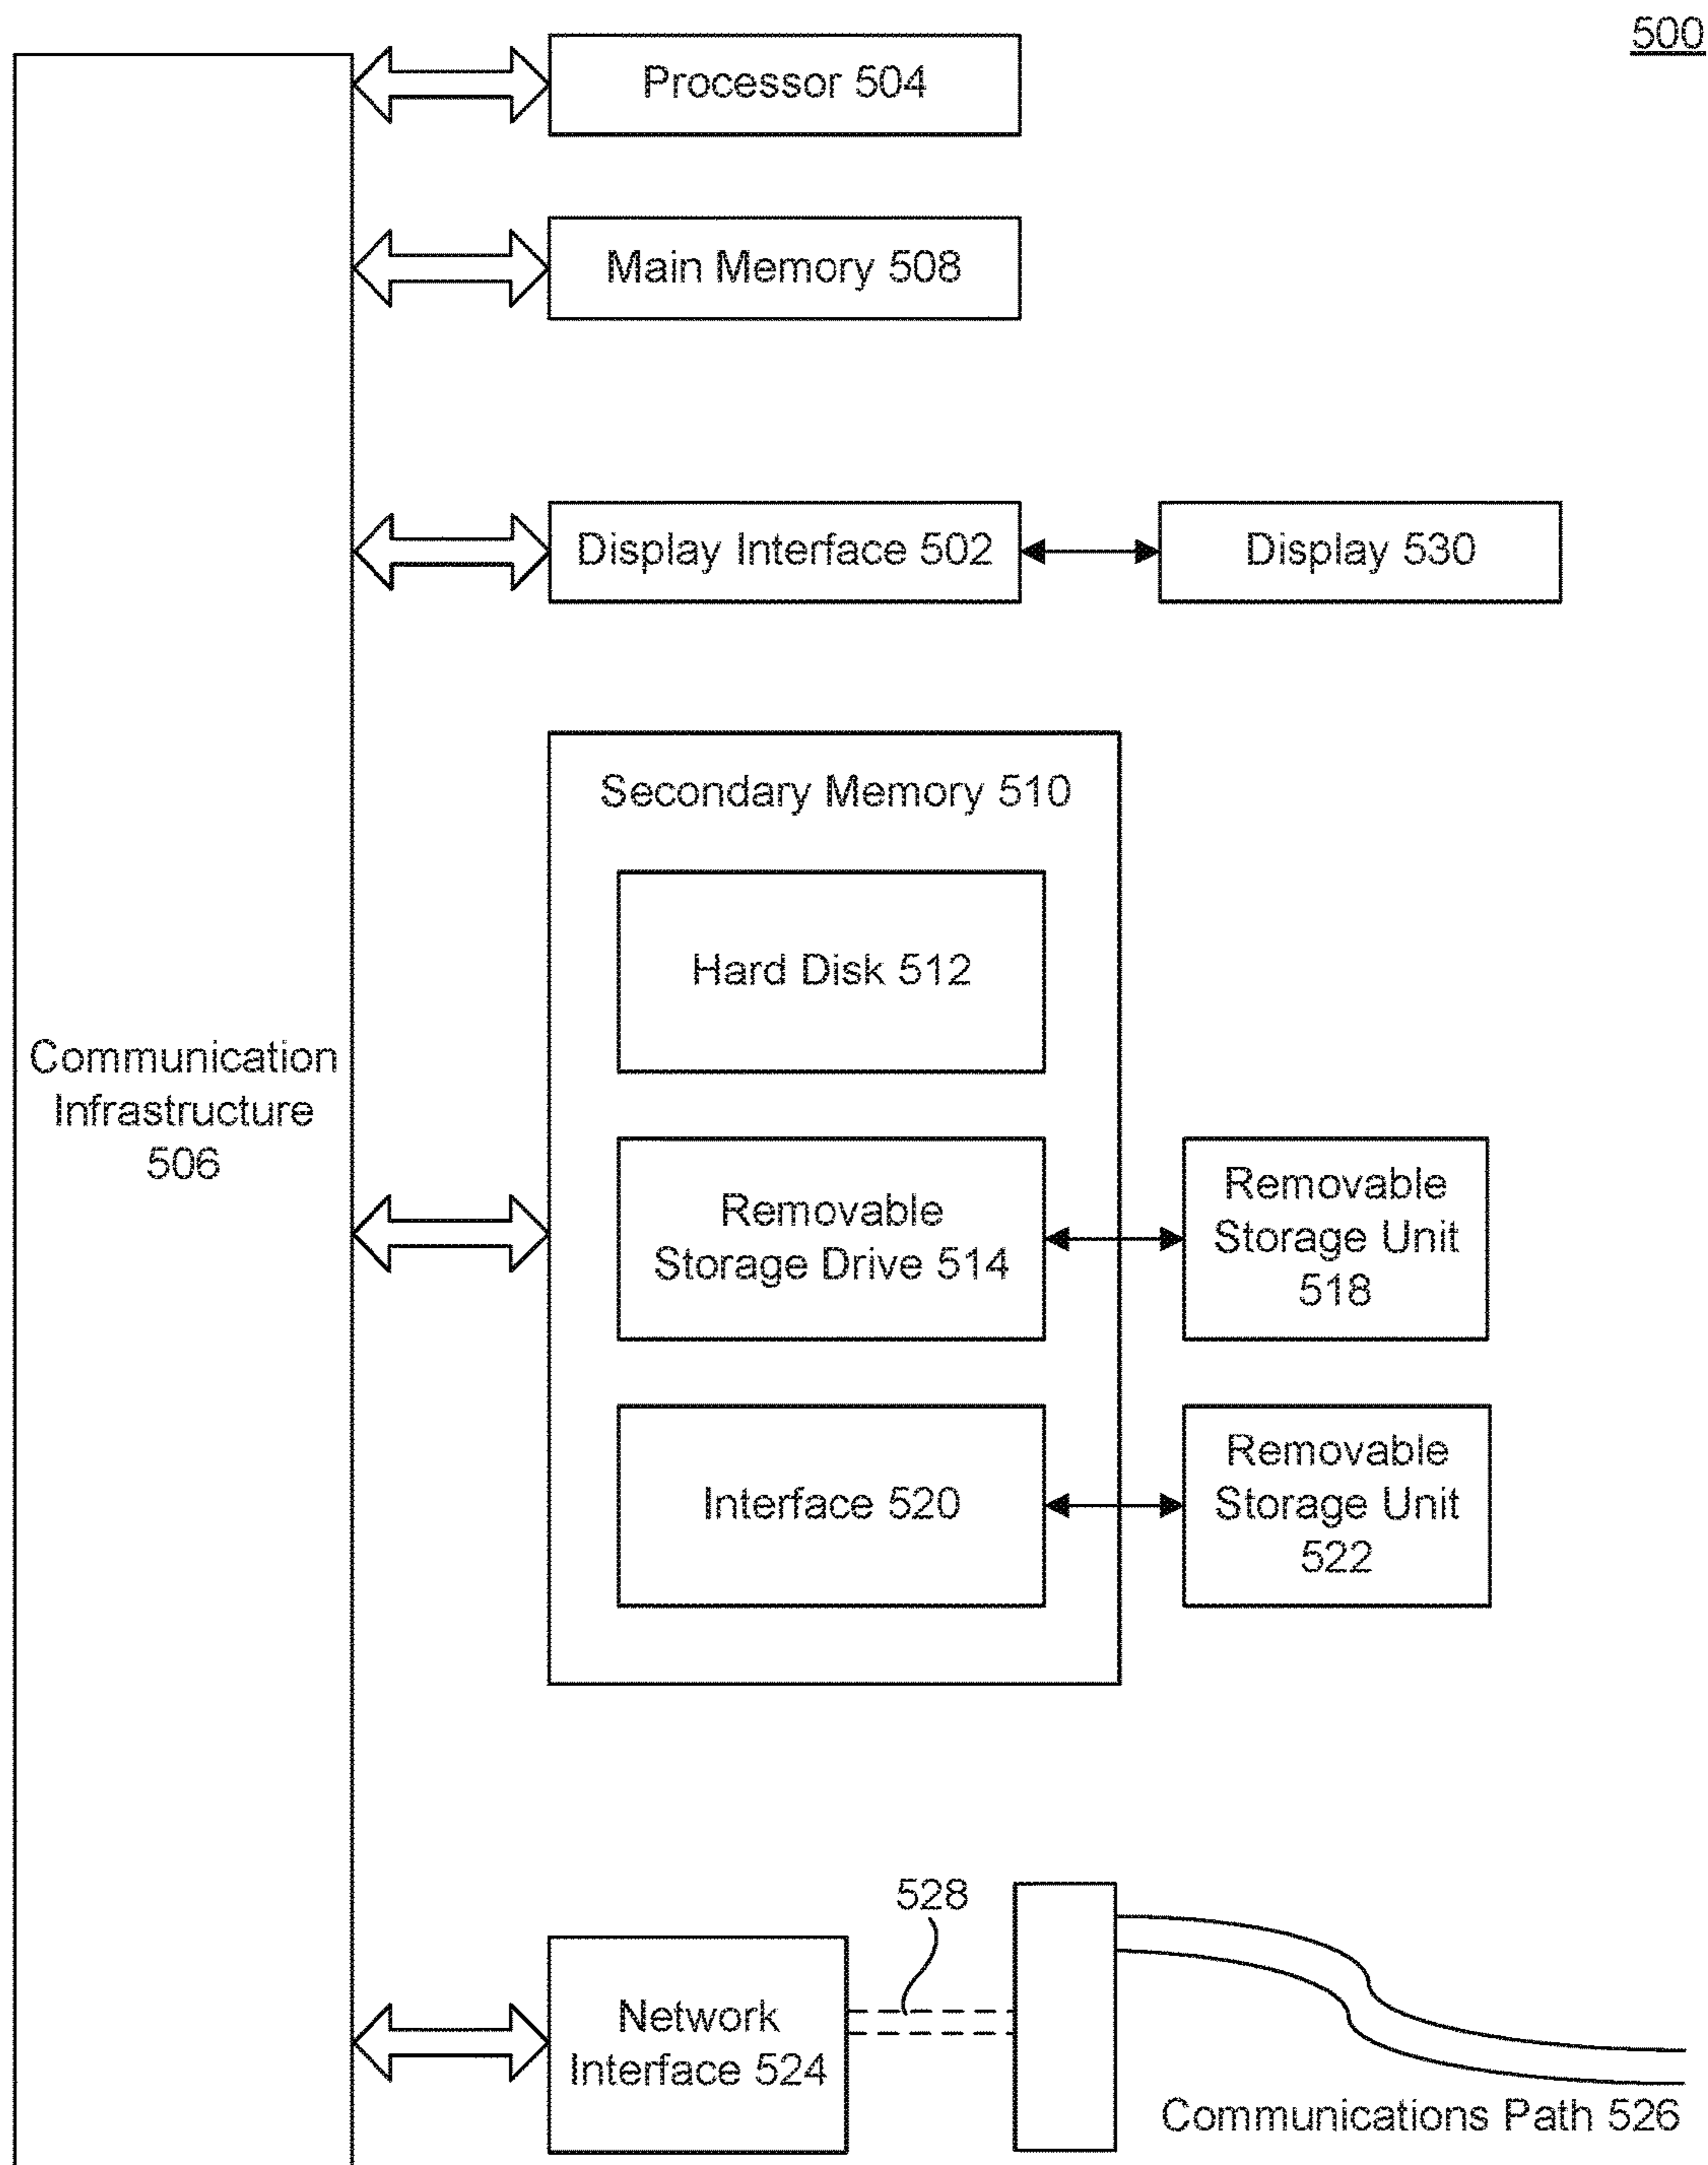 500
Processor 504
Main Memory 508
Display Interface 502
Display 530
Secondary Memory 510
Hard Disk 512
Communication
Infrastructure
506
Removable
Storage Drive 514
Removable
Storage Unit
518
Interface 520
Removable
Storage Unit
522
528
Network
Interface 524
Communications Path 526